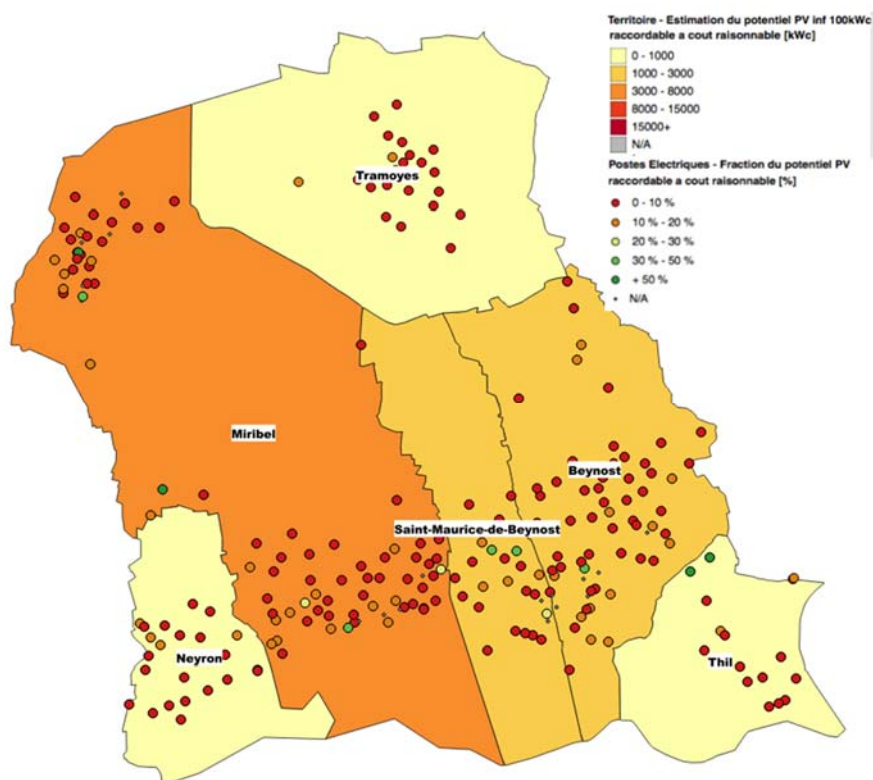 Territoire - Estimation du potentiel PV inf 100kWc
raccordable a cout raisonnable [kWc]
0 - 1000
1000 - 3000
3000 - 8000
8000 - 15000
15000+
N/A
Postes Electriques - Fraction du potentiel PV
raccordable a cout raisonnable [%]
0 - 10 %
10 % - 20 %
20 % - 30 %
30 % - 50 %
+ 50 %
N/A
Tramoyes
Miribel
Beynost
Saint-Maurice-de-Beynost
Neyron
Thil